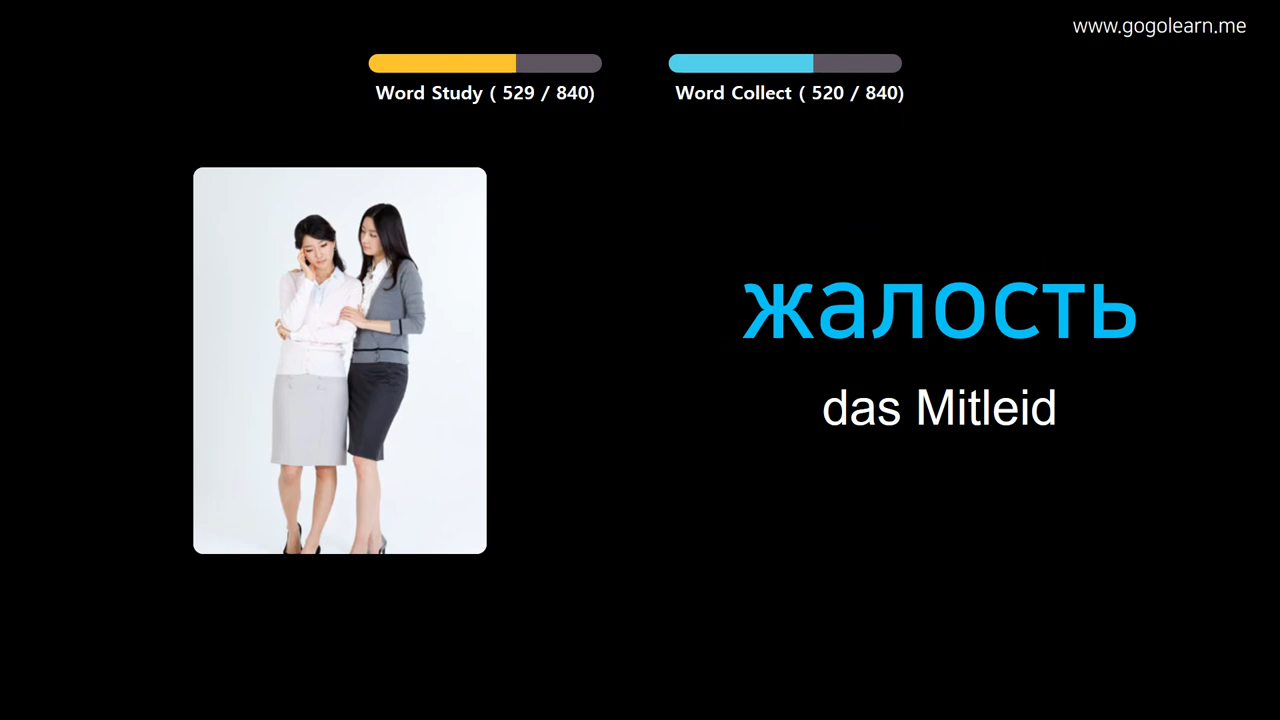 www.gogolearn.me
Word Study ( 529 / 840)
Word Collect ( 520 / 840)
жалость
das Mitleid